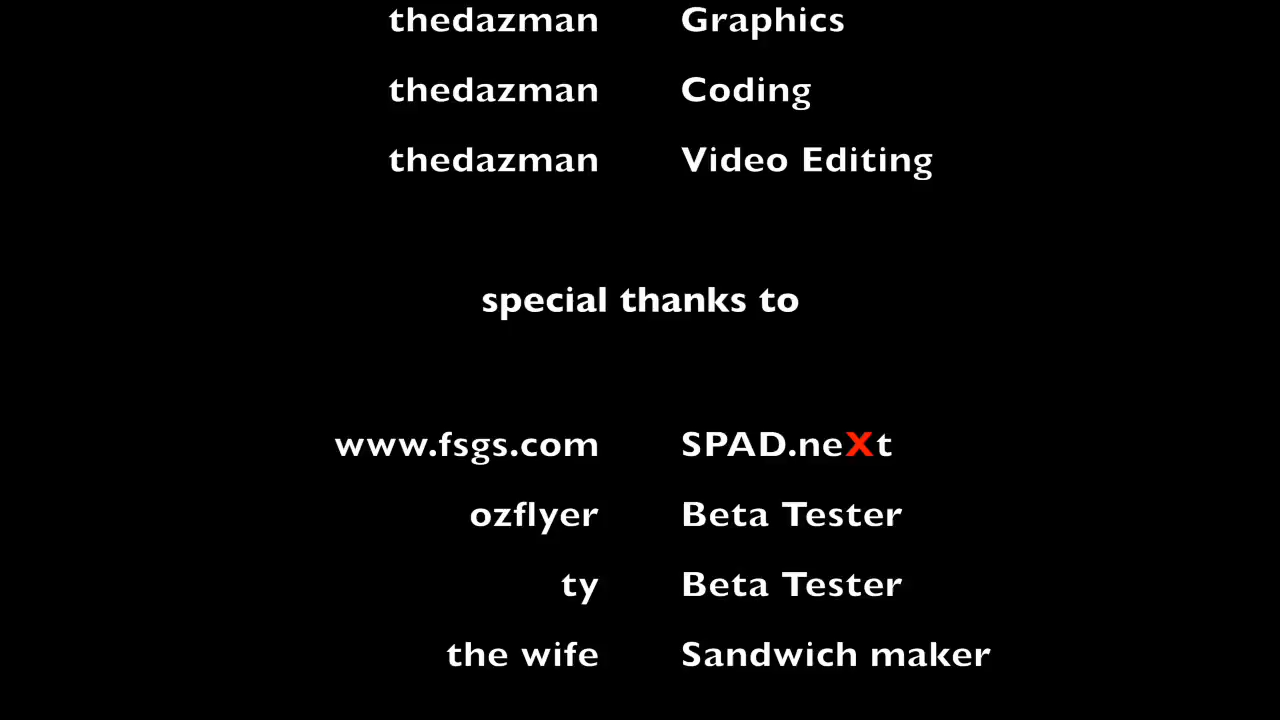 thedazman Graphics
thedazman Coding
thedazman Video Editing
special thanks to
www.fsgs.com SPAD.neXt
ozflyer Beta Tester
ty Beta Tester
the wife Sandwich maker